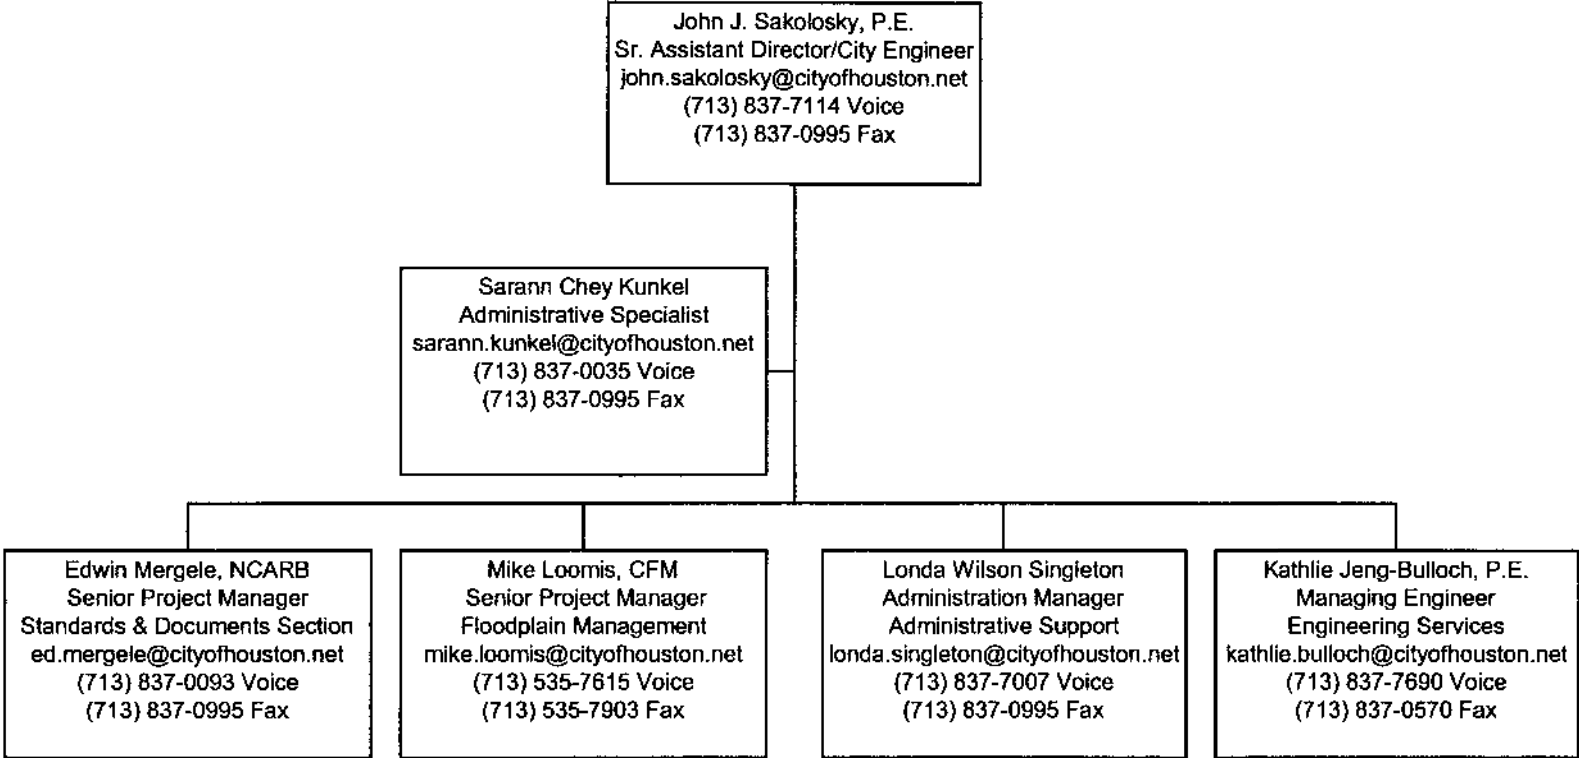 John J. Sakolosky, P.E.
Sr. Assistant Director/City Engineer
john.sakolosky@cityofhouston.net
(713) 837-7114 Voice
(713) 837-0995 Fax
Sarann Chey Kunkel
Administrative Specialist
sarann.kunkel@cityofhouston.net
(713) 837-0035 Voice
(713) 837-0995 Fax
Edwin Mergele, NCARB
Senior Project Manager
Standards & Documents Section
ed.mergele@cityofhouston.net
(713) 837-0093 Voice
(713) 837-0995 Fax
Mike Loomis, CFM
Senior Project Manager
Floodplain Management
mike.loomis@cityofhouston.net
(713) 535-7615 Voice
(713) 535-7903 Fax
Londa Wilson Singleton
Administration Manager
Administrative Support
londa.singleton@cityofhouston.net
(713) 837-7007 Voice
(713) 837-0995 Fax
Kathlie Jeng-Bulloch, P.E.
Managing Engineer
Engineering Services
kathlie.bulloch@cityofhouston.net
(713) 837-7690 Voice
(713) 837-0570 Fax